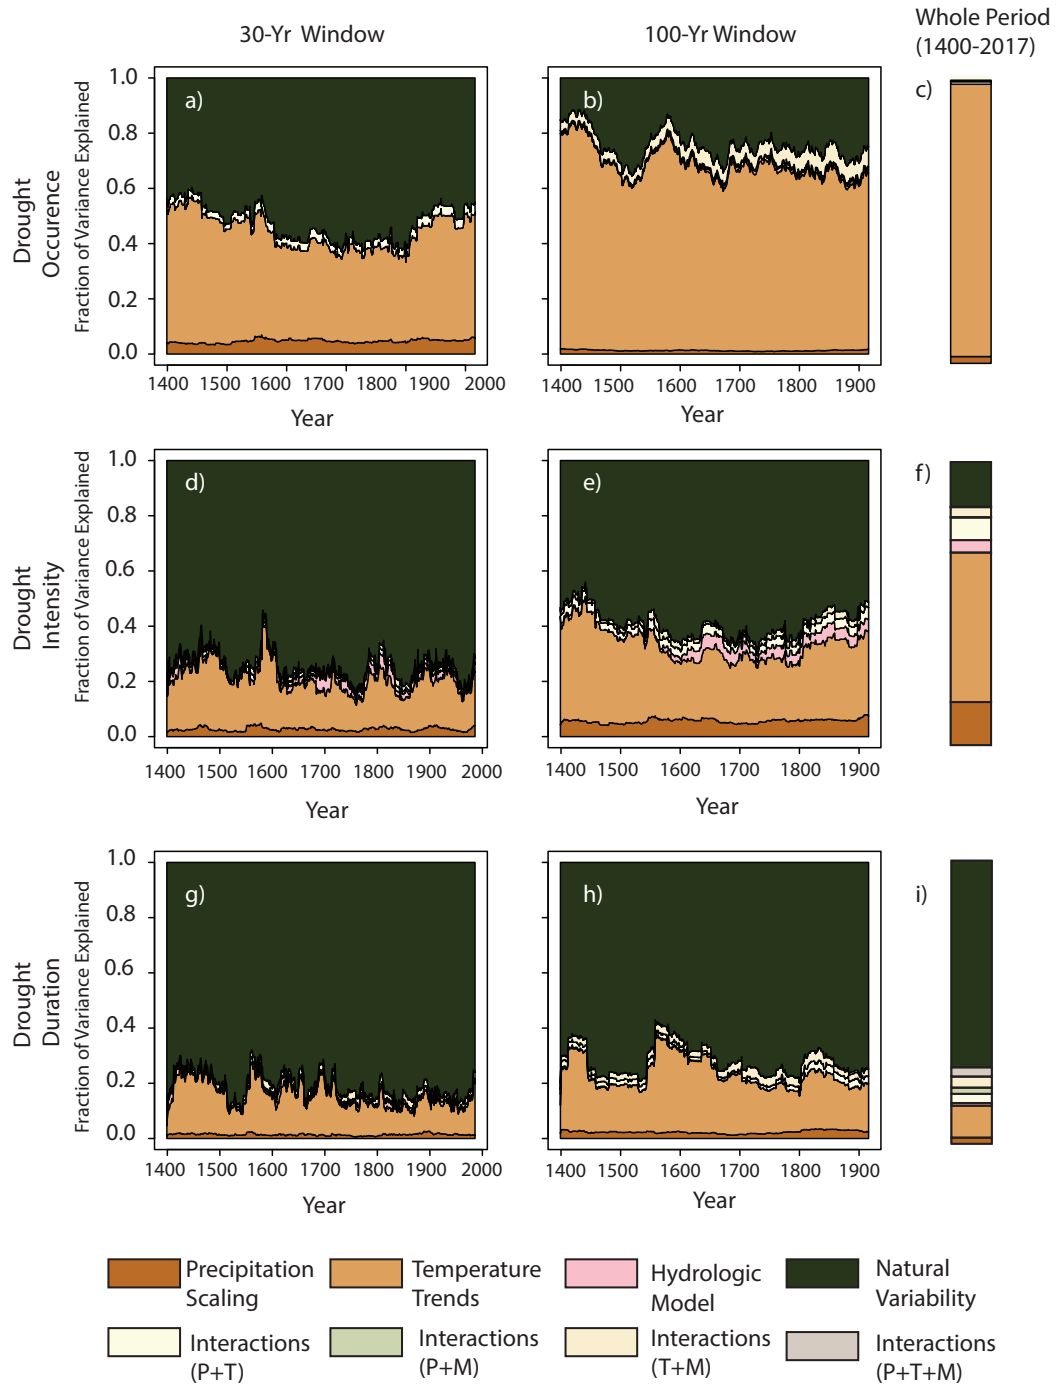 30-Yr Window
100-Yr Window
Whole Period
(1400-2017)
Drought
Occurence
Fraction of Variance Explained
1.0
0.8
0.6
0.4
0.2
0.0
a)
b)
c)
1400 1500 1600 1700 1800 1900 2000
1400 1500 1600 1700 1800 1900
Year
Year
Drought
Intensity
Fraction of Variance Explained
1.0
0.8
0.6
0.4
0.2
0.0
d)
e)
f)
1400 1500 1600 1700 1800 1900 2000
1400 1500 1600 1700 1800 1900
Year
Year
Drought
Duration
Fraction of Variance Explained
1.0
0.8
0.6
0.4
0.2
0.0
g)
h)
i)
1400 1500 1600 1700 1800 1900 2000
1400 1500 1600 1700 1800 1900
Year
Year
Precipitation
Scaling
Temperature
Trends
Hydrologic
Model
Natural
Variability
Interactions
(P+T)
Interactions
(P+M)
Interactions
(T+M)
Interactions
(P+T+M)